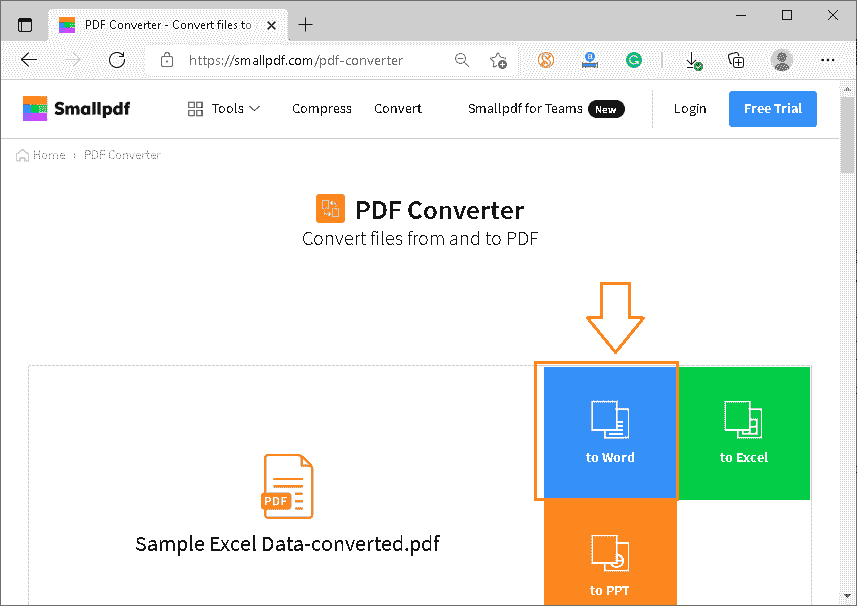 PDF Converter - Convert files to
https://smallpdf.com/pdf-converter
Smallpdf
Tools
Compress
Convert
Smallpdf for Teams New
Login
Free Trial
Home › PDF Converter
PDF Converter
Convert files from and to PDF
to Word
to Excel
PDF
Sample Excel Data-converted.pdf
to PPT